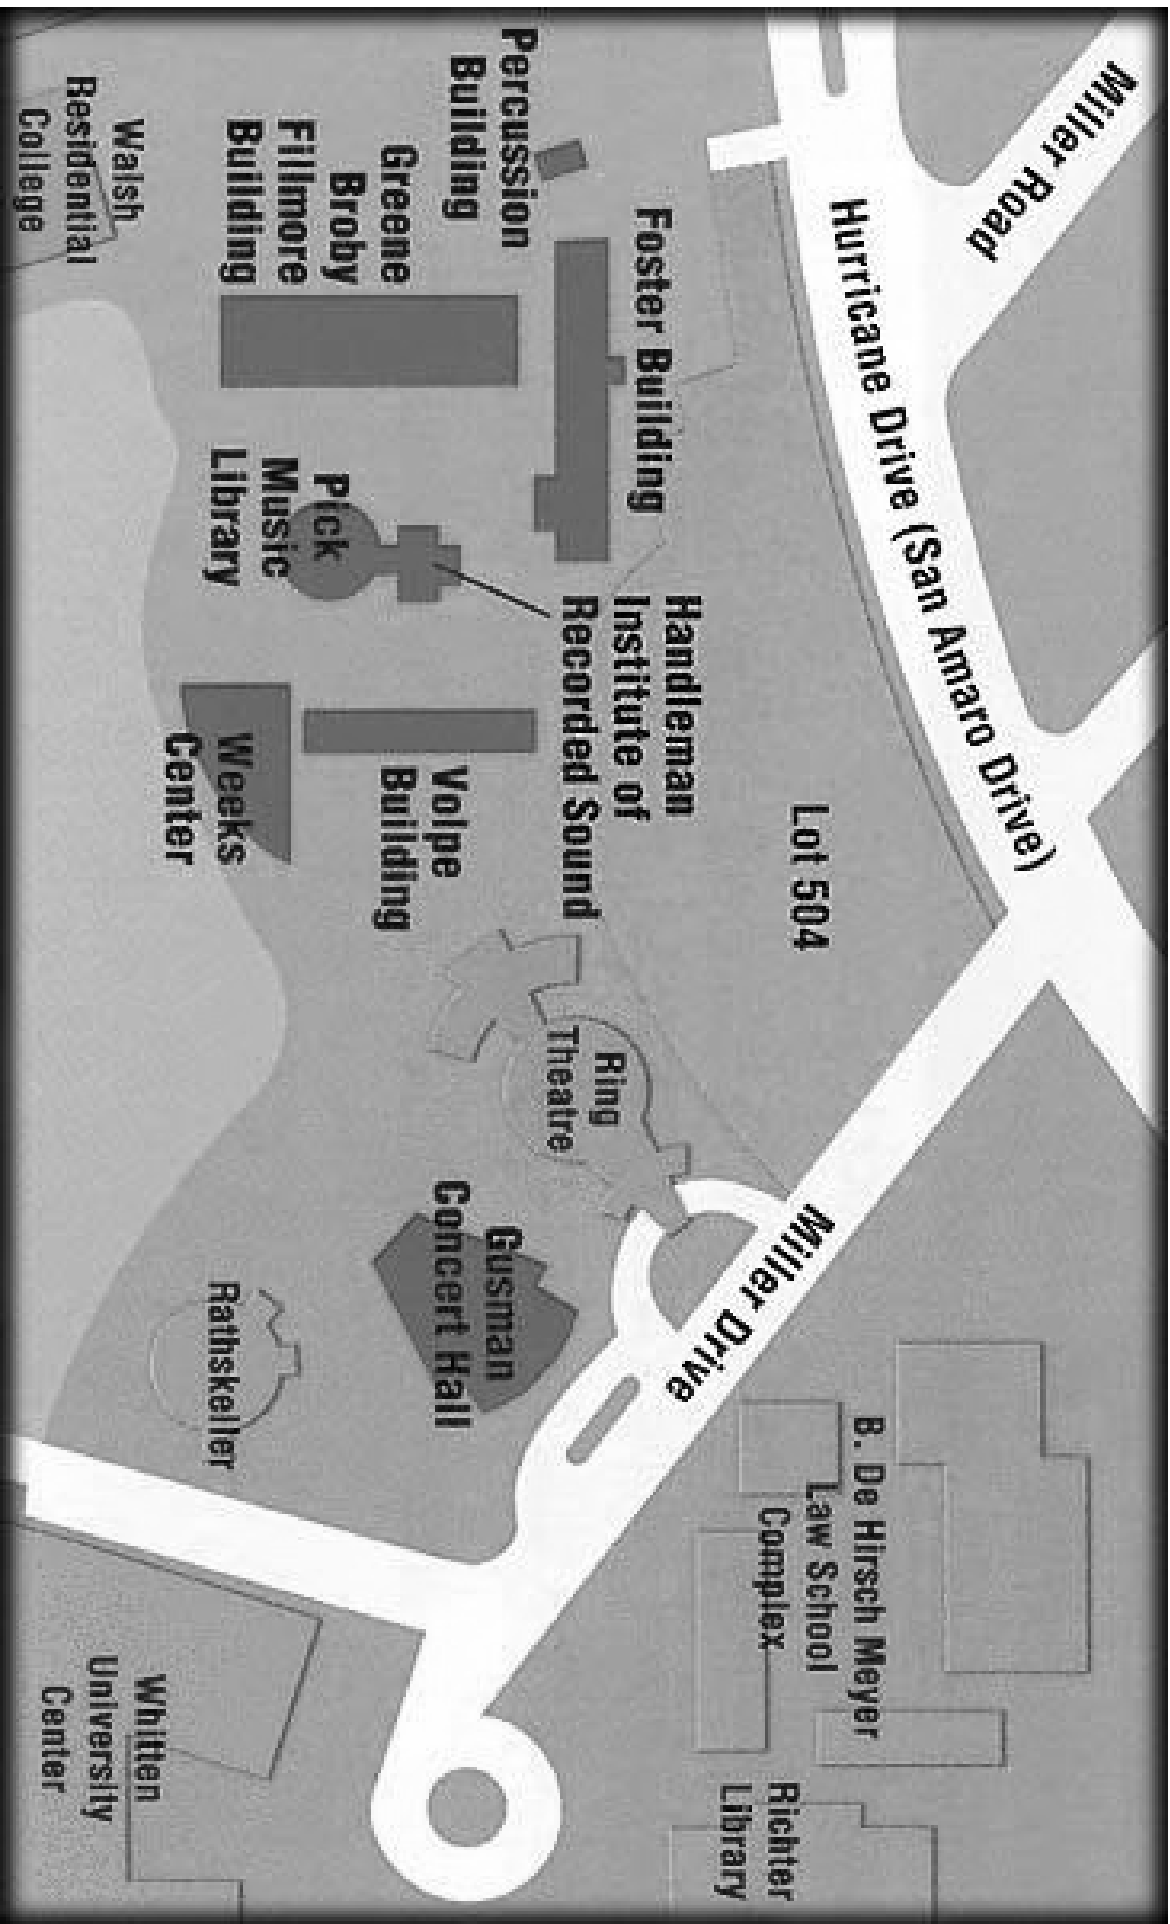 Miller Road
Hurricane Drive (San Amaro Drive)
Percussion
Building
Foster Building
Greene
Broby
Fillmore
Building
Walsh
Residential
College
Pick
Music
Library
Handleman
Institute of
Recorded Sound
Lot 504
Weeks
Center
Volpe
Building
Ring
Theatre
Miller Drive
Gusman
Concert Hall
Rathskeller
B. De Hirsch Meyer
Law School
Complex
Whitten
University
Center
Richter
Library